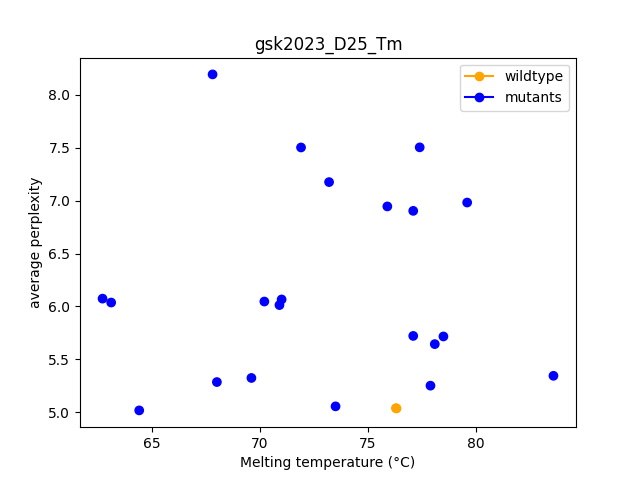 gsk2023_D25_Tm
wildtype
mutants
8.0
7.5
7.0
6.5
6.0
5.5
5.0
average perplexity
65
70
75
80
Melting temperature (°C)